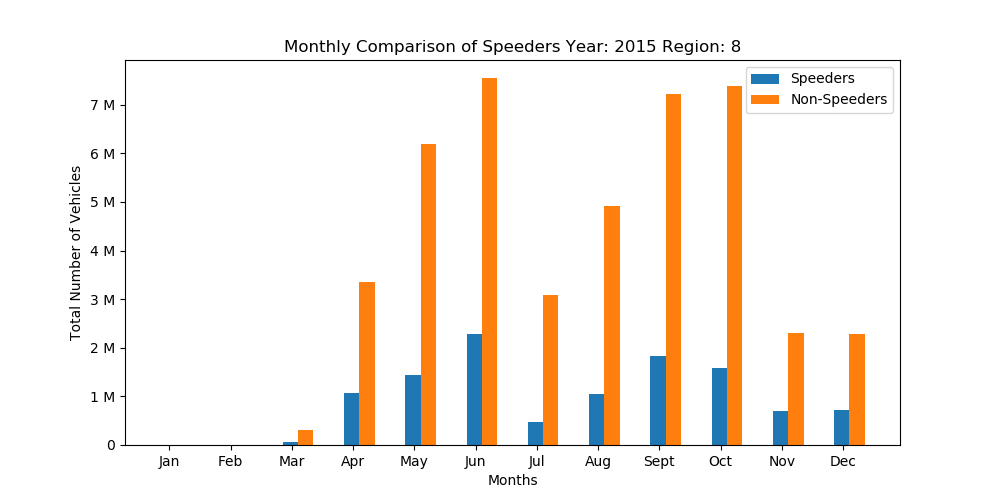 Monthly Comparison of Speeders Year: 2015 Region: 8
Speeders
Non-Speeders
Total Number of Vehicles
7 M
6 M
5 M
4 M
3 M
2 M
1 M
0
Jan Feb Mar Apr May Jun Jul Aug Sept Oct Nov Dec
Months